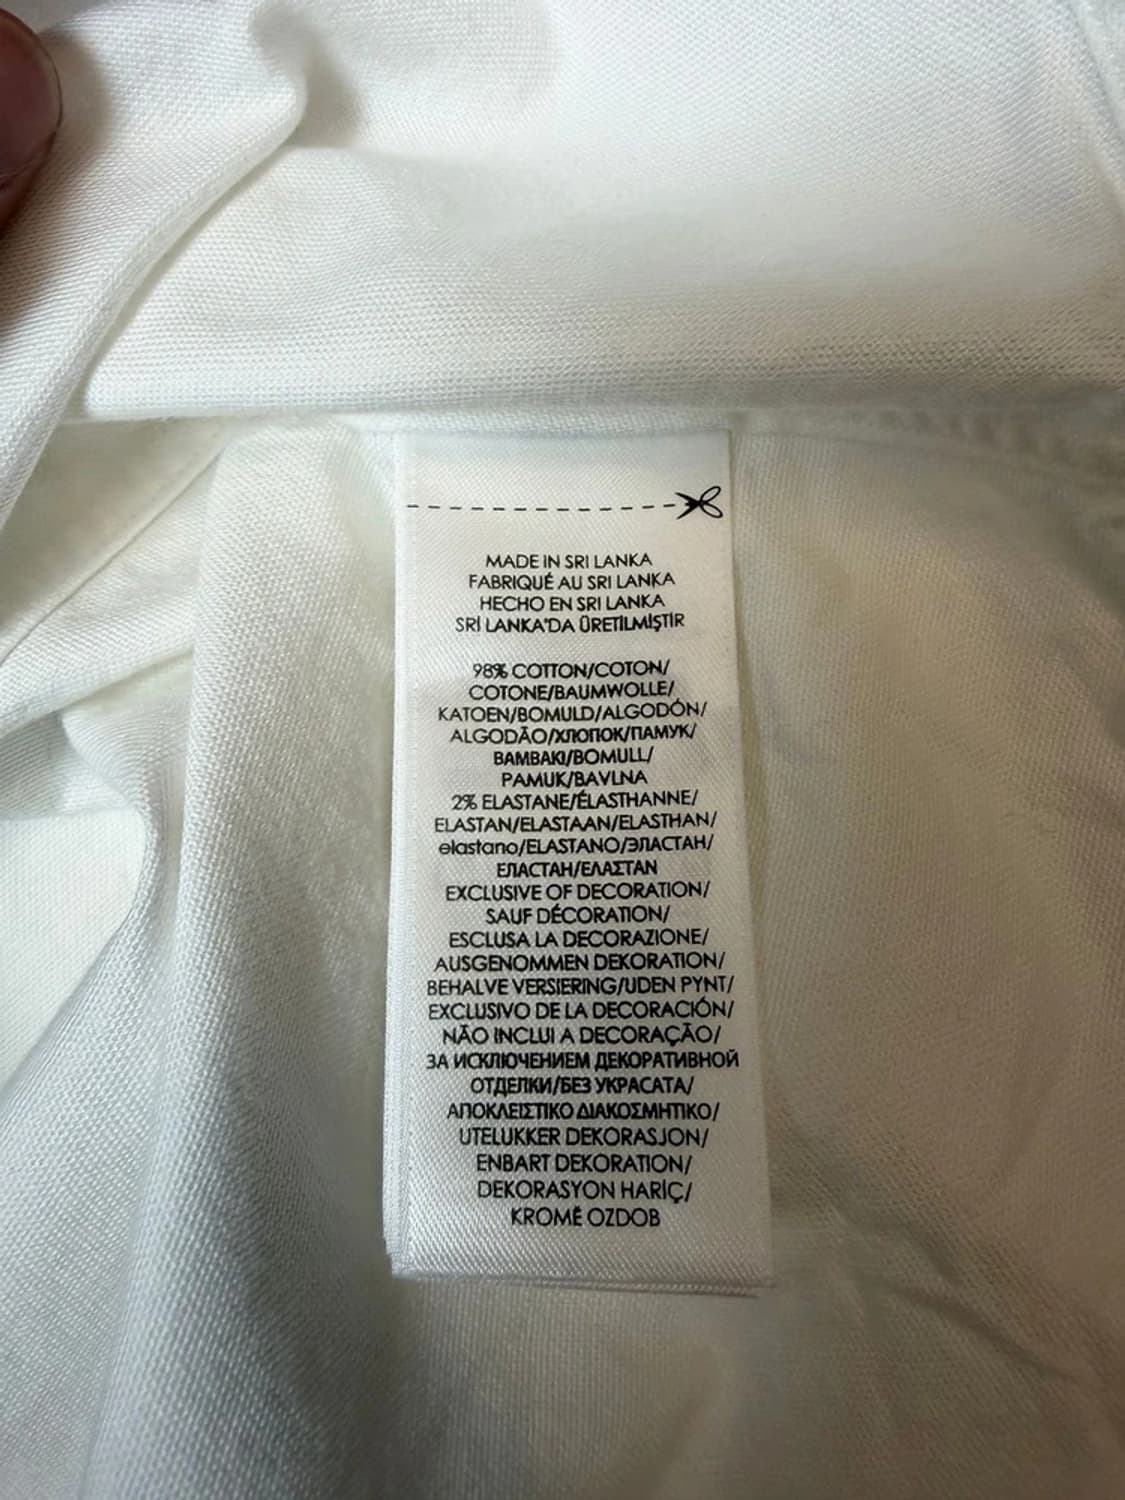 MADE IN SRI LANKA
FABRIQUÉ AU SRI LANKA
HECHO EN SRI LANKA
SRİ LANKA'DA ÜRETİLMİŞTİR
98% COTTON/COTON/
COTONE/BAUMWOLLE/
KATOEN/BOMULD/ALGODÓN/
ALGODÃO/ХЛОПОК/ПАМУК/
BAMBAKI/BOMULL/
PAMUK/BAVLNA
2% ELASTANE/ÉLASTHANNE/
ELASTAN/ELASTAAN/ELASTHAN/
elastano/ELASTANO/ЭЛАСТАН/
ЕЛАСТАН/ΕΛΑΣΤΑΝ
EXCLUSIVE OF DECORATION/
SAUF DÉCORATION/
ESCLUSA LA DECORAZIONE/
AUSGENOMMEN DEKORATION/
BEHALVE VERSIERING/UDEN PYNT/
EXCLUSIVO DE LA DECORACIÓN/
NÃO INCLUI A DECORAÇÃO/
ЗА ИСКЛЮЧЕНИЕМ ДЕКОРАТИВНОЙ
ОТДЕЛКИ/БЕЗ УКРАСАТА/
ΑΠΟΚΛΕΙΣΤΙΚΟ ΔΙΑΚΟΣΜΗΤΙΚΟ/
UTELUKKER DEKORASJON/
ENBART DEKORATION/
DEKORASYON HARİÇ/
KROMĚ OZDOB